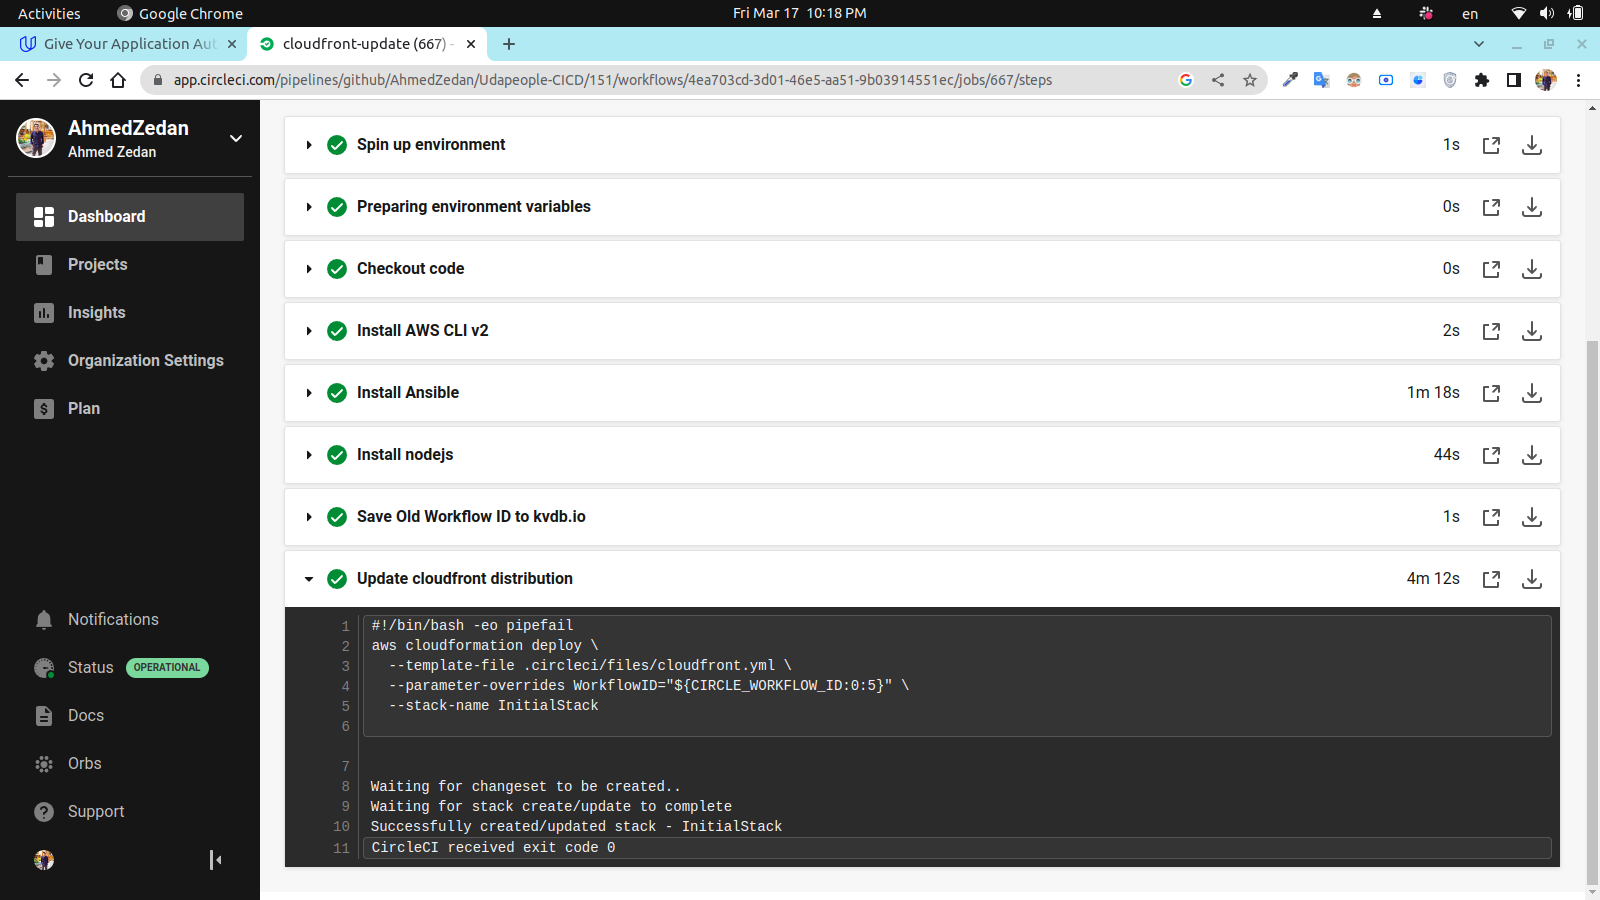 Activities
Google Chrome
Fri Mar 17 10:18 PM
en
Give Your Application Aut
cloudfront-update (667) -
app.circleci.com/pipelines/github/AhmedZedan/Udapeople-CICD/151/workflows/4ea703cd-3d01-46e5-aa51-9b03914551ec/jobs/667/steps
AhmedZedan
Ahmed Zedan
Dashboard
Projects
Insights
Organization Settings
Plan
Notifications
Status OPERATIONAL
Docs
Orbs
Support
Spin up environment 1s
Preparing environment variables 0s
Checkout code 0s
Install AWS CLI v2 2s
Install Ansible 1m 18s
Install nodejs 44s
Save Old Workflow ID to kvdb.io 1s
Update cloudfront distribution 4m 12s
1 #!/bin/bash -eo pipefail
2 aws cloudformation deploy \
3 --template-file .circleci/files/cloudfront.yml \
4 --parameter-overrides WorkflowID="${CIRCLE_WORKFLOW_ID:0:5}" \
5 --stack-name InitialStack
6
7
8 Waiting for changeset to be created..
9 Waiting for stack create/update to complete
10 Successfully created/updated stack - InitialStack
11 CircleCI received exit code 0